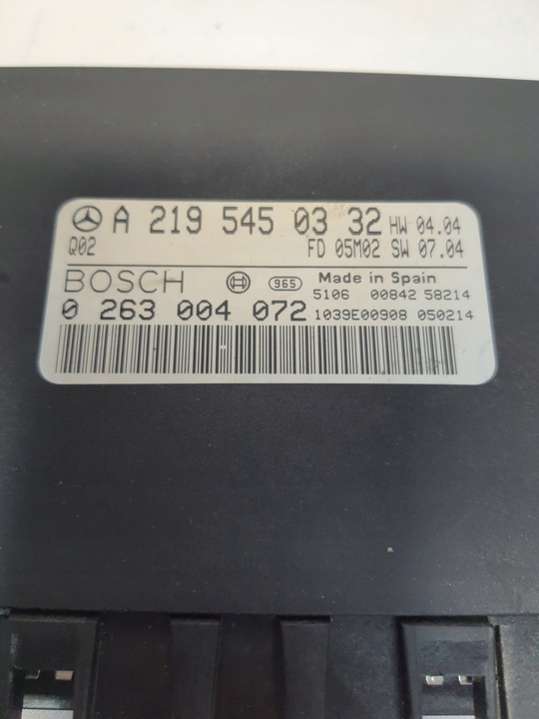 A 219 545 03 32 HW 04.04
Q02 FD 05M02 SW 07.04
BOSCH 965 Made in Spain
5106 00842 58214
0 263 004 072 1039E00908 050214